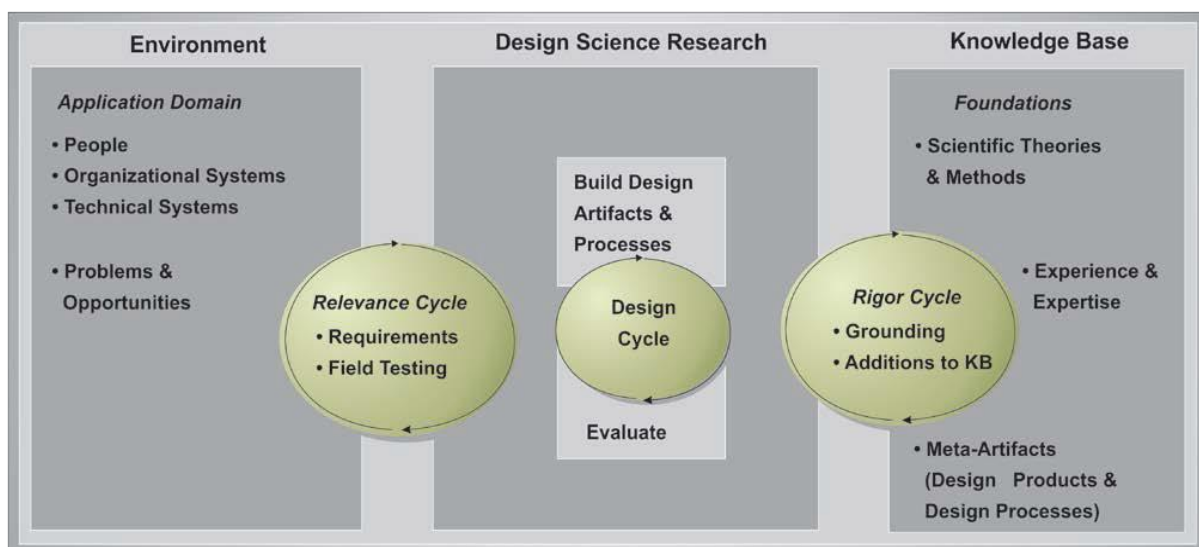 Environment
Design Science Research
Knowledge Base
Application Domain
• People
• Organizational Systems
• Technical Systems
• Problems &
Opportunities
Relevance Cycle
• Requirements
• Field Testing
Build Design
Artifacts &
Processes
Design
Cycle
Evaluate
Rigor Cycle
• Grounding
• Additions to KB
Foundations
• Scientific Theories
& Methods
• Experience &
Expertise
• Meta-Artifacts
(Design Products &
Design Processes)